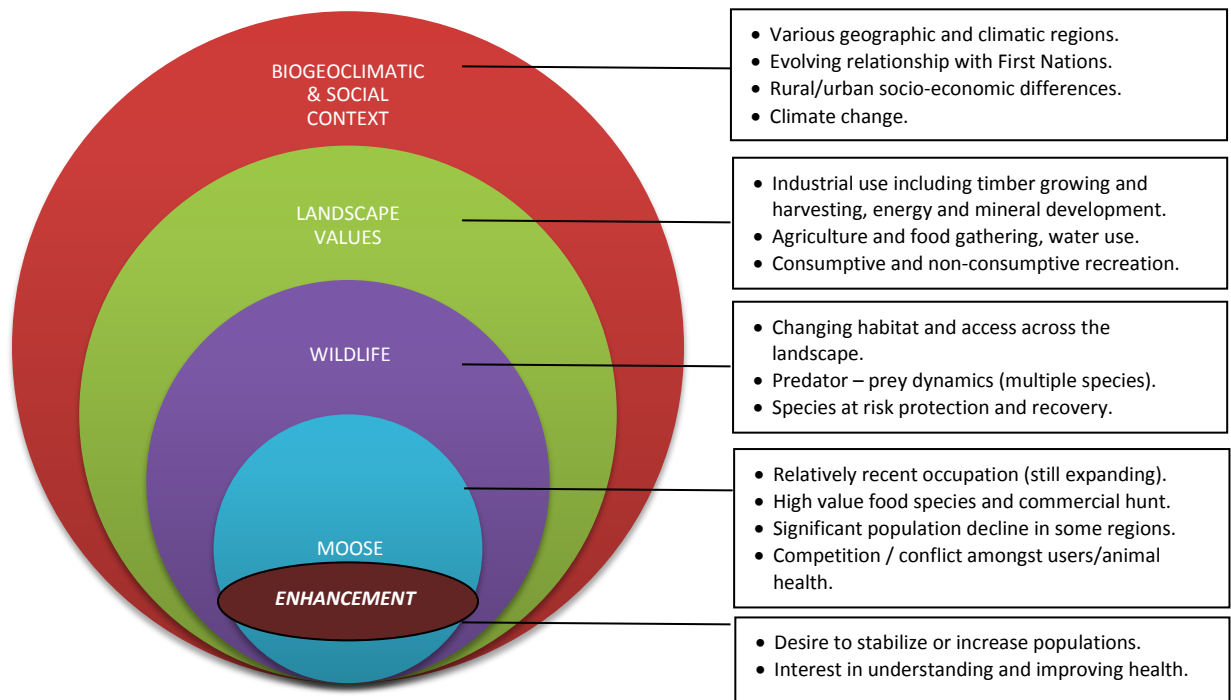 BIOGEOCLIMATIC
& SOCIAL
CONTEXT
• Various geographic and climatic regions.
• Evolving relationship with First Nations.
• Rural/urban socio-economic differences.
• Climate change.
LANDSCAPE
VALUES
• Industrial use including timber growing and
harvesting, energy and mineral development.
• Agriculture and food gathering, water use.
• Consumptive and non-consumptive recreation.
WILDLIFE
• Changing habitat and access across the
landscape.
• Predator – prey dynamics (multiple species).
• Species at risk protection and recovery.
MOOSE
• Relatively recent occupation (still expanding).
• High value food species and commercial hunt.
• Significant population decline in some regions.
• Competition / conflict amongst users/animal
health.
ENHANCEMENT
• Desire to stabilize or increase populations.
• Interest in understanding and improving health.